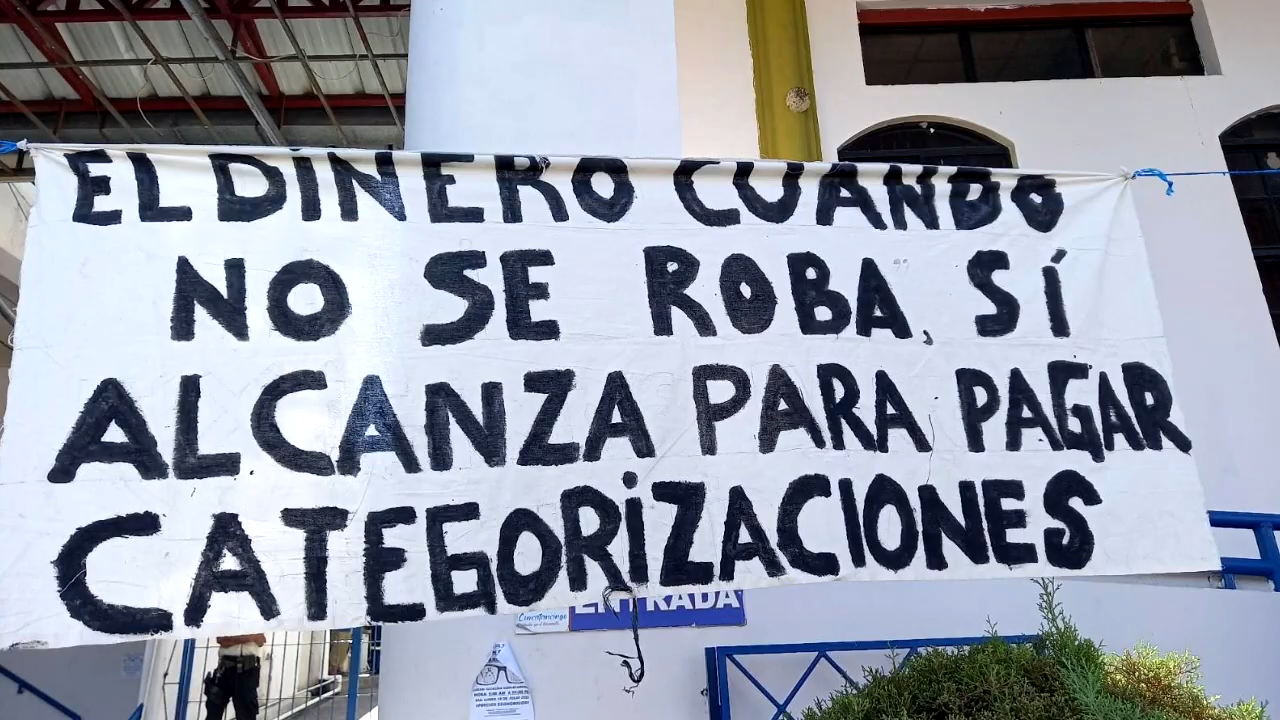 EL DINERO CUANDO
NO SE ROBA, SÍ
ALCANZA PARA PAGAR
CATEGORIZACIONES
ENTRADA